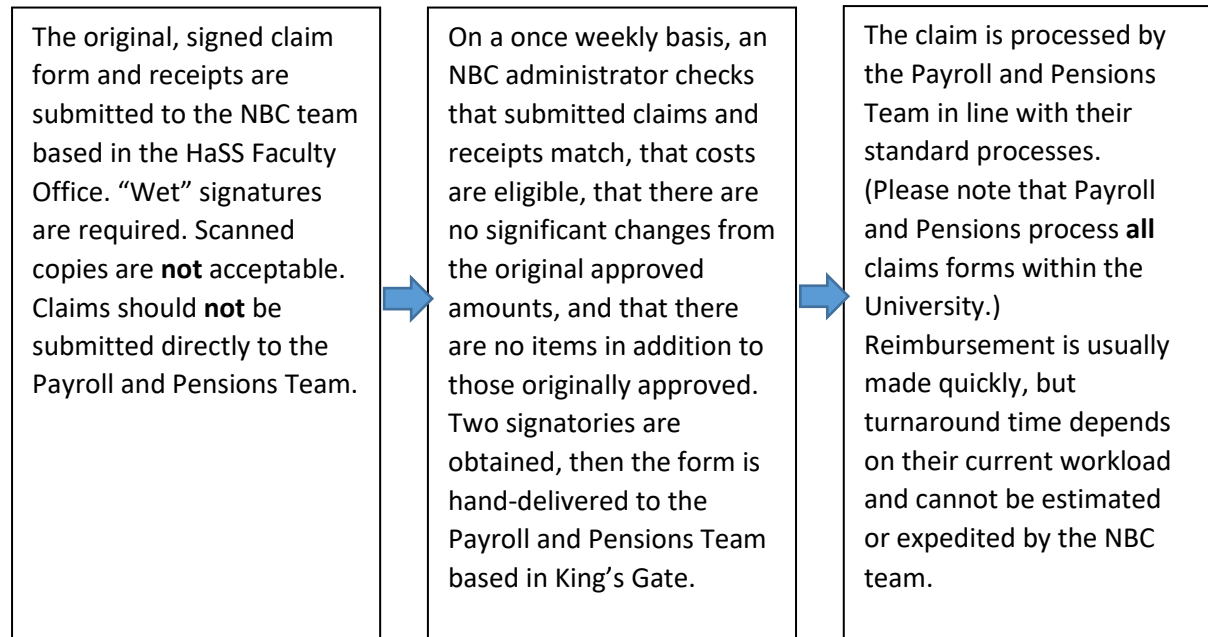 The original, signed claim
form and receipts are
submitted to the NBC team
based in the HaSS Faculty
Office. “Wet” signatures
are required. Scanned
copies are not acceptable.
Claims should not be
submitted directly to the
Payroll and Pensions Team.
On a once weekly basis, an
NBC administrator checks
that submitted claims and
receipts match, that costs
are eligible, that there are
no significant changes from
the original approved
amounts, and that there
are no items in addition to
those originally approved.
Two signatories are
obtained, then the form is
hand-delivered to the
Payroll and Pensions Team
based in King’s Gate.
The claim is processed by
the Payroll and Pensions
Team in line with their
standard processes.
(Please note that Payroll
and Pensions process all
claims forms within the
University.)
Reimbursement is usually
made quickly, but
turnaround time depends
on their current workload
and cannot be estimated
or expedited by the NBC
team.